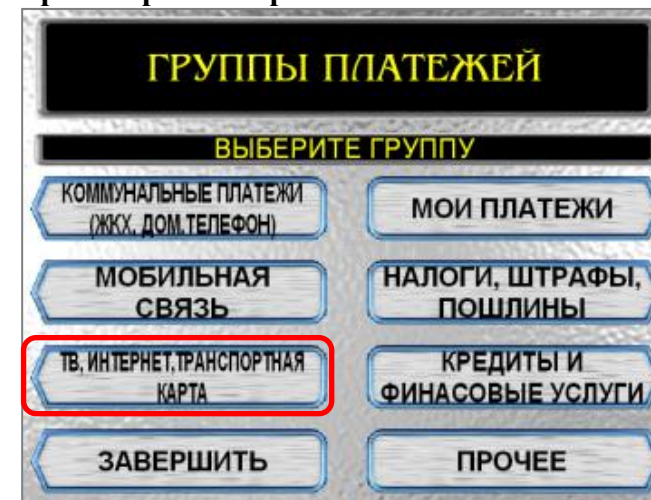 ГРУППЫ ПЛАТЕЖЕЙ
ВЫБЕРИТЕ ГРУППУ
КОММУНАЛЬНЫЕ ПЛАТЕЖИ
(ЖКХ, ДОМ.ТЕЛЕФОН)
МОИ ПЛАТЕЖИ
МОБИЛЬНАЯ
СВЯЗЬ
НАЛОГИ, ШТРАФЫ,
ПОШЛИНЫ
ТВ, ИНТЕРНЕТ,ТРАНСПОРТНАЯ
КАРТА
КРЕДИТЫ И
ФИНАСОВЫЕ УСЛУГИ
ЗАВЕРШИТЬ
ПРОЧЕЕ